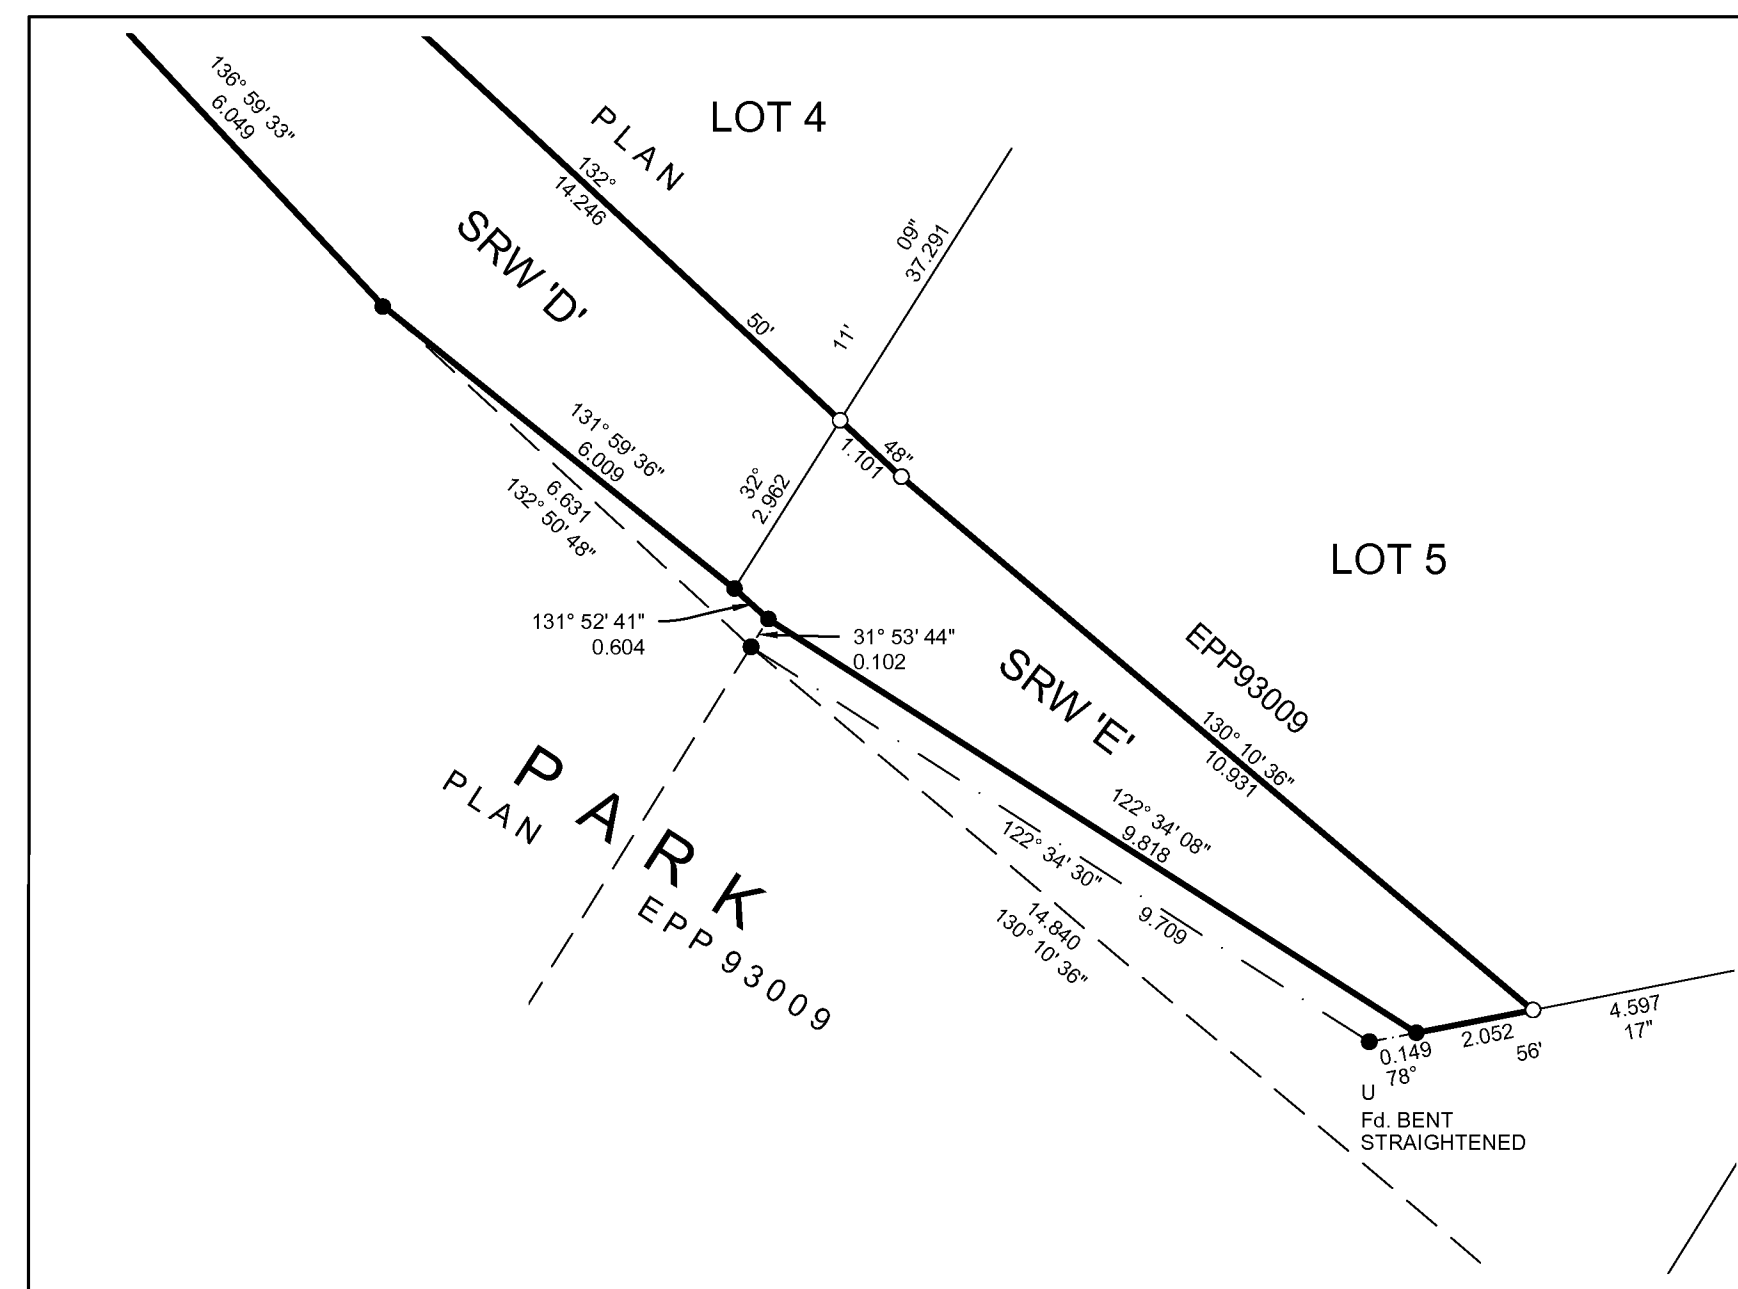 136° 59' 33"
6.049
PLAN
LOT 4
132°
14.246
50'
SRW 'D'
09"
37.291
11'
131° 59' 36"
6.009
6.631
132° 50' 48"
32°
2.962
48"
1.101
LOT 5
131° 52' 41"
0.604
31° 53' 44"
0.102
SRW 'E'
EPP93009
130° 10' 36"
10.931
PARK
PLAN
EPP 93009
122° 34' 08"
9.818
122° 34' 30"
9.709
14.840
130° 10' 36"
0.149
78°
2.052
56'
4.597
17"
U
Fd. BENT
STRAIGHTENED